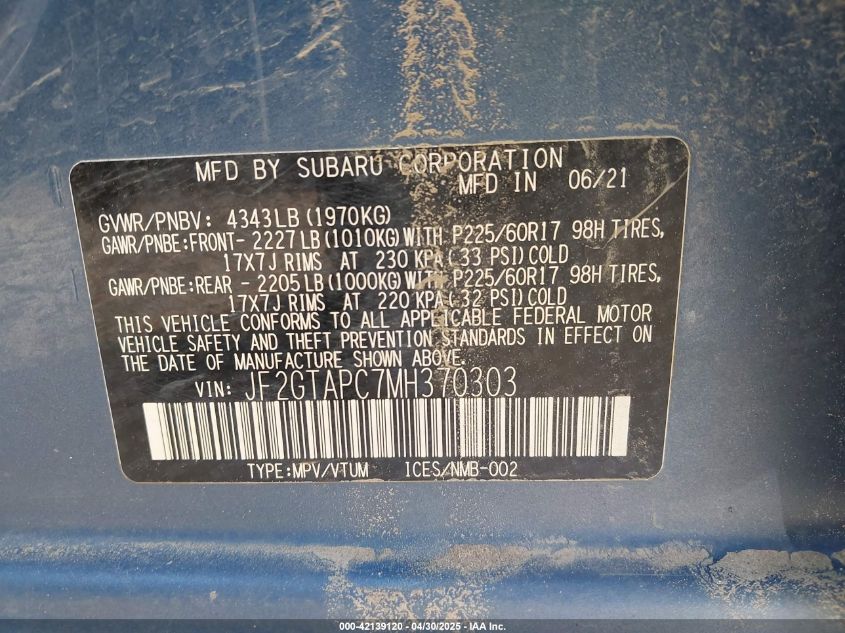 MFD BY SUBARU CORPORATION
MFD IN 06/21
GVWR/PNBV: 4343LB(1970KG)
GAWR/PNBE:FRONT- 2227LB(1010KG)WITH P225/60R17 98H TIRES,
17X7J RIMS AT 230 KPA(33 PSI)COLD
GAWR/PNBE:REAR - 2205LB(1000KG)WITH P225/60R17 98H TIRES,
17X7J RIMS AT 220 KPA(32 PSI)COLD
THIS VEHICLE CONFORMS TO ALL APPLICABLE FEDERAL MOTOR
VEHICLE SAFETY AND THEFT PREVENTION STANDARDS IN EFFECT ON
THE DATE OF MANUFACTURE SHOWN ABOVE.
VIN: JF2GTAPC7MH370303
TYPE:MPV/VTUM ICES/NMB-002
000-42139120 - 04/30/2025 - IAA Inc.